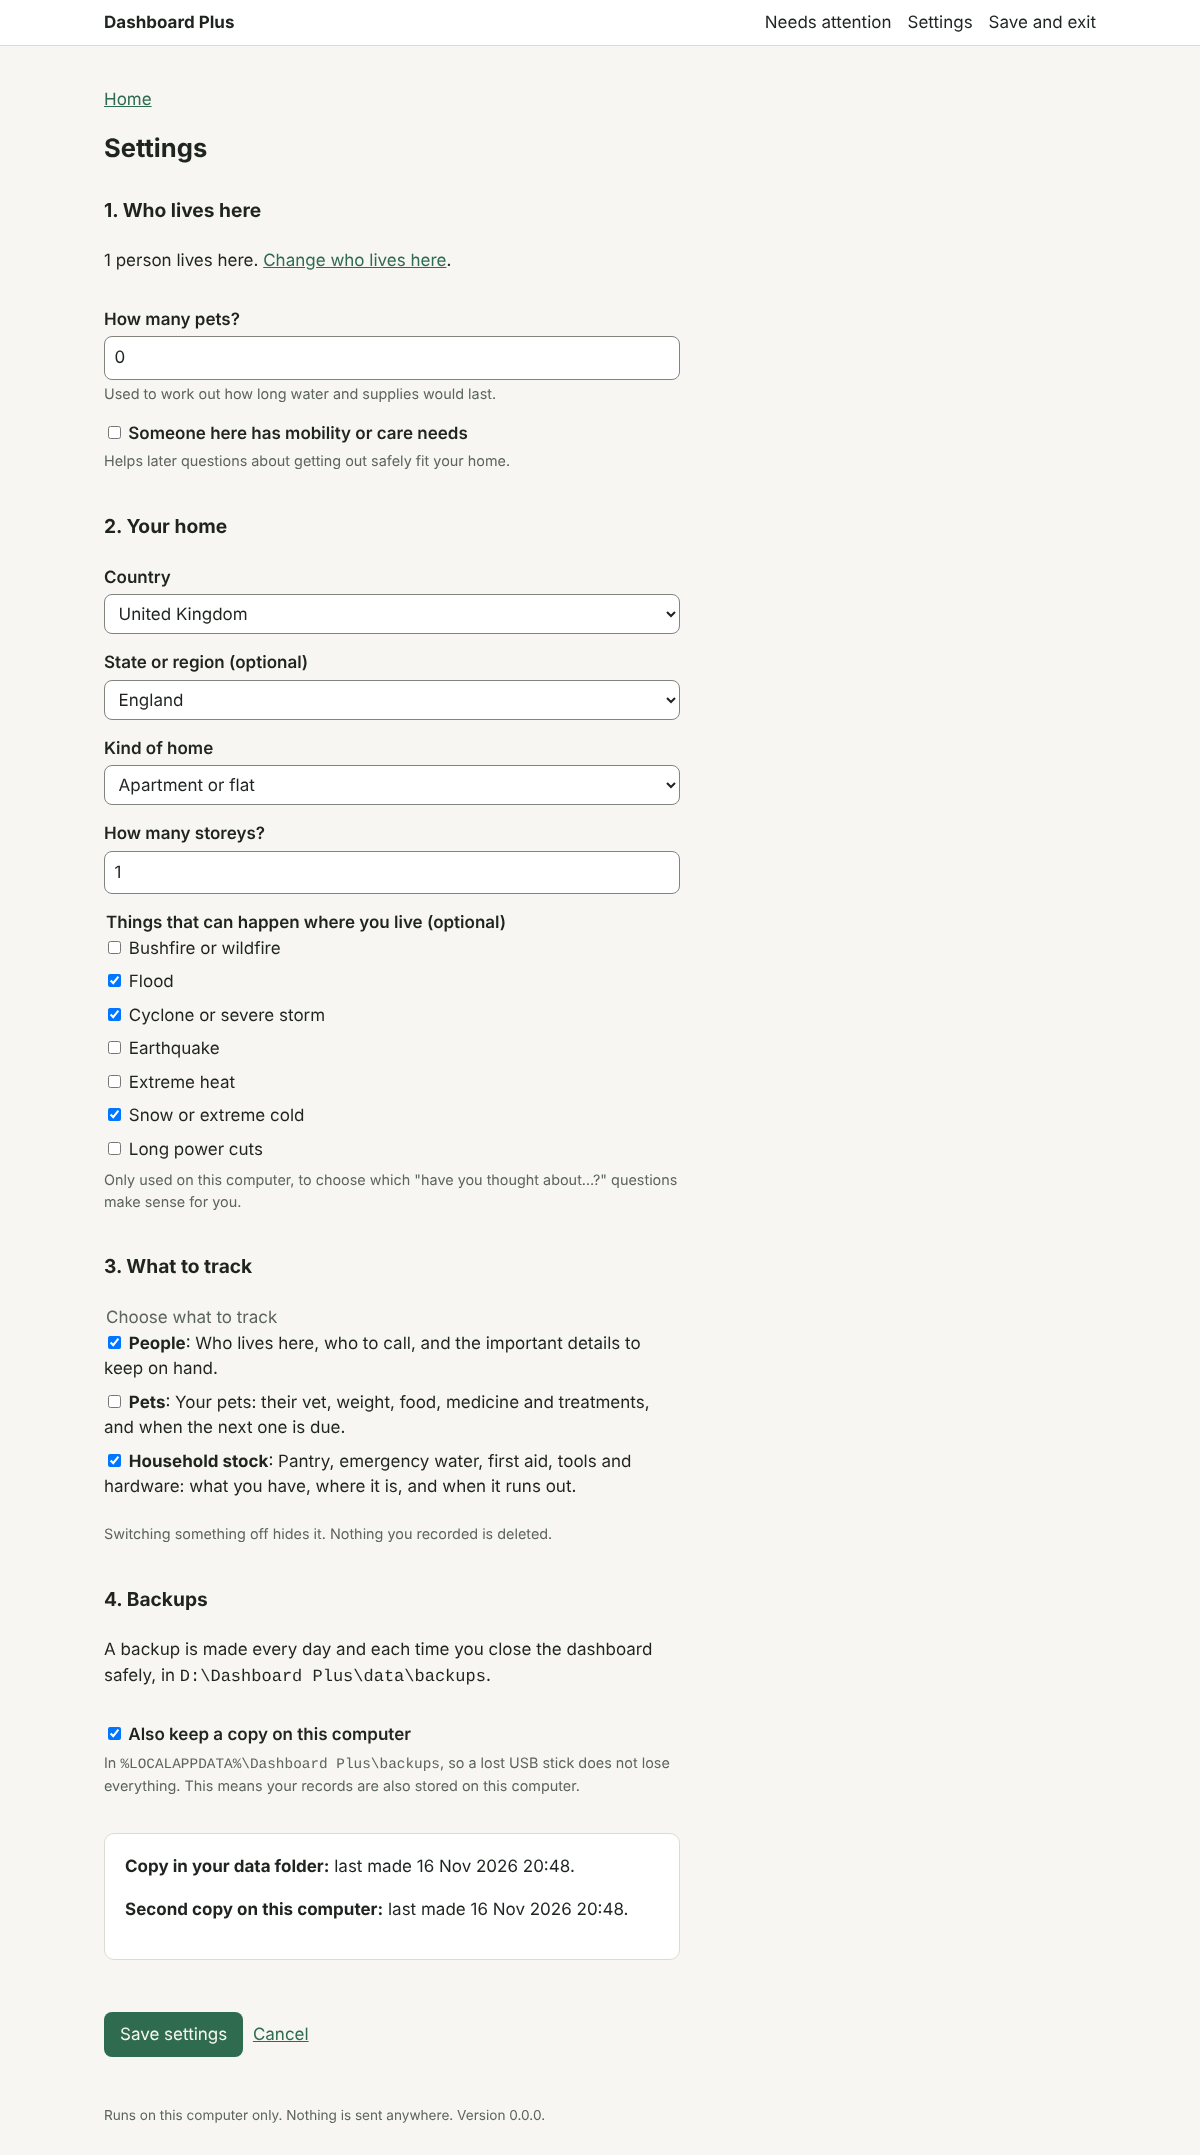 Dashboard Plus
Needs attention Settings Save and exit
Home
Settings
1. Who lives here
1 person lives here. Change who lives here.
How many pets?
0
Used to work out how long water and supplies would last.
Someone here has mobility or care needs
Helps later questions about getting out safely fit your home.
2. Your home
Country
United Kingdom
State or region (optional)
England
Kind of home
Apartment or flat
How many storeys?
1
Things that can happen where you live (optional)
Bushfire or wildfire
Flood
Cyclone or severe storm
Earthquake
Extreme heat
Snow or extreme cold
Long power cuts
Only used on this computer, to choose which "have you thought about...?" questions
make sense for you.
3. What to track
Choose what to track
People: Who lives here, who to call, and the important details to
keep on hand.
Pets: Your pets: their vet, weight, food, medicine and treatments,
and when the next one is due.
Household stock: Pantry, emergency water, first aid, tools and
hardware: what you have, where it is, and when it runs out.
Switching something off hides it. Nothing you recorded is deleted.
4. Backups
A backup is made every day and each time you close the dashboard
safely, in D:\Dashboard Plus\data\backups.
Also keep a copy on this computer
In %LOCALAPPDATA%\Dashboard Plus\backups, so a lost USB stick does not lose
everything. This means your records are also stored on this computer.
Copy in your data folder: last made 16 Nov 2026 20:48.
Second copy on this computer: last made 16 Nov 2026 20:48.
Save settings Cancel
Runs on this computer only. Nothing is sent anywhere. Version 0.0.0.